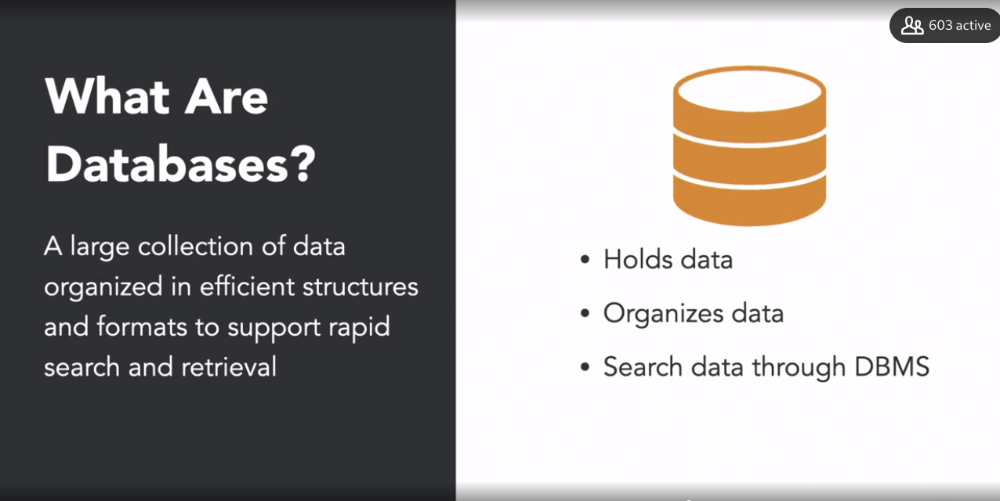 603 active
What Are
Databases?
A large collection of data
organized in efficient structures
and formats to support rapid
search and retrieval
• Holds data
• Organizes data
• Search data through DBMS